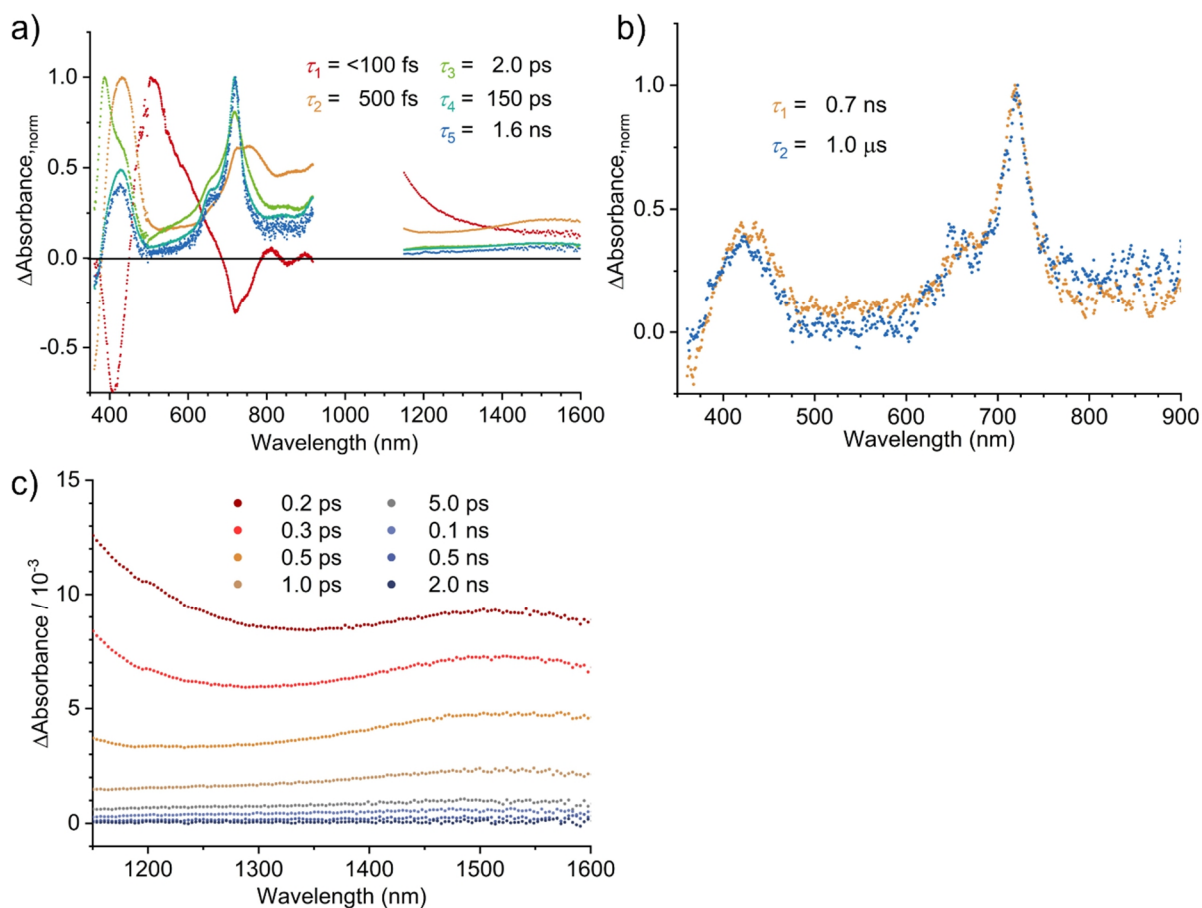 a)
τ1 = <100 fs τ3 = 2.0 ps
τ2 = 500 fs τ4 = 150 ps
τ5 = 1.6 ns
1.0
0.5
0.0
-0.5
ΔAbsorbance,norm
400 600 800 1000 1200 1400 1600
Wavelength (nm)
b)
τ1 = 0.7 ns
τ2 = 1.0 μs
1.0
0.5
0.0
ΔAbsorbance,norm
400 500 600 700 800 900
Wavelength (nm)
c)
0.2 ps 5.0 ps
0.3 ps 0.1 ns
0.5 ps 0.5 ns
1.0 ps 2.0 ns
15
10
5
0
ΔAbsorbance / 10-3
1200 1300 1400 1500 1600
Wavelength (nm)